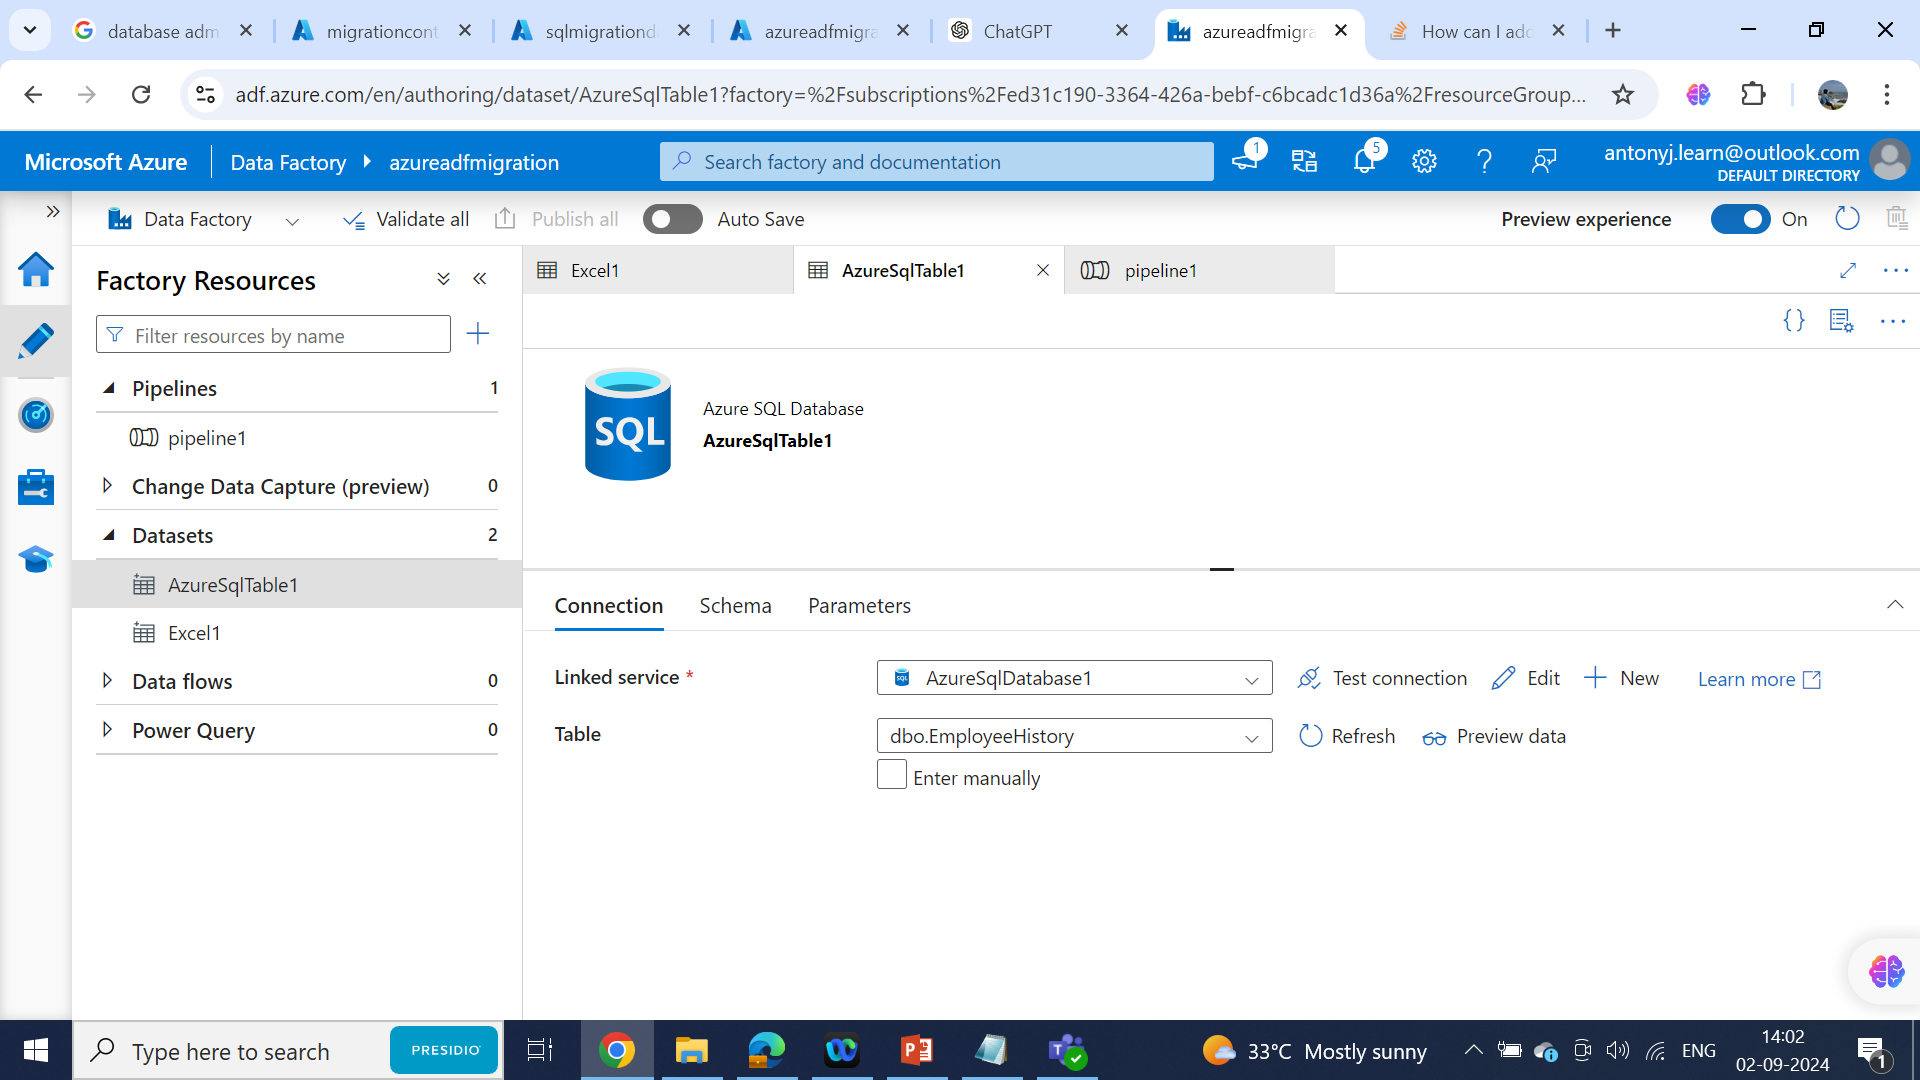 database adm
migrationcont
sqlmigrationda
azureadfmigra
ChatGPT
azureadfmigra
How can I add
adf.azure.com/en/authoring/dataset/AzureSqlTable1?factory=%2Fsubscriptions%2Fed31c190-3364-426a-bebf-c6bcadc1d36a%2FresourceGroup...
Microsoft Azure
Data Factory
azureadfmigration
Search factory and documentation
1
5
antonyj.learn@outlook.com
DEFAULT DIRECTORY
Data Factory
Validate all
Publish all
Auto Save
Preview experience
On
Factory Resources
Filter resources by name
Pipelines 1
pipeline1
Change Data Capture (preview) 0
Datasets 2
AzureSqlTable1
Excel1
Data flows 0
Power Query 0
Excel1
AzureSqlTable1
pipeline1
SQL
Azure SQL Database
AzureSqlTable1
Connection
Schema
Parameters
Linked service *
SQL
AzureSqlDatabase1
Test connection
Edit
New
Learn more
Table
dbo.EmployeeHistory
Refresh
Preview data
Enter manually
Type here to search
PRESIDIO
33°C Mostly sunny
ENG
14:02
02-09-2024
1